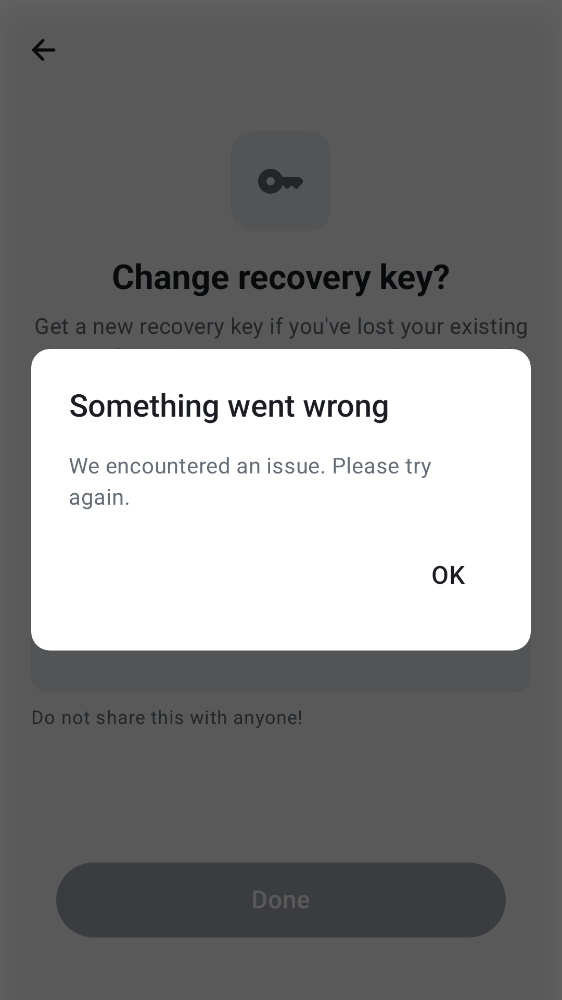 Change recovery key?
Get a new recovery key if you've lost your existing
Something went wrong
We encountered an issue. Please try
again.
OK
Do not share this with anyone!
Done